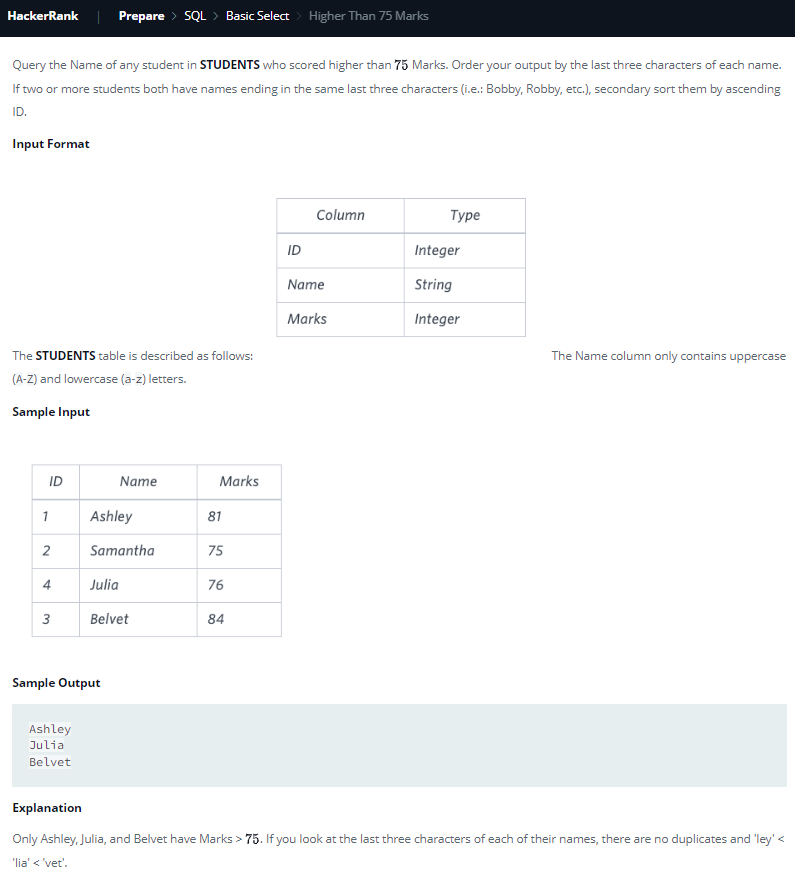 HackerRank | Prepare > SQL > Basic Select > Higher Than 75 Marks
Query the Name of any student in STUDENTS who scored higher than 75 Marks. Order your output by the last three characters of each name.
If two or more students both have names ending in the same last three characters (i.e.: Bobby, Robby, etc.), secondary sort them by ascending
ID.
Input Format
Column Type
ID Integer
Name String
Marks Integer
The STUDENTS table is described as follows: The Name column only contains uppercase
(A-Z) and lowercase (a-z) letters.
Sample Input
ID Name Marks
1 Ashley 81
2 Samantha 75
4 Julia 76
3 Belvet 84
Sample Output
Ashley
Julia
Belvet
Explanation
Only Ashley, Julia, and Belvet have Marks > 75. If you look at the last three characters of each of their names, there are no duplicates and 'ley' <
'lia' < 'vet'.